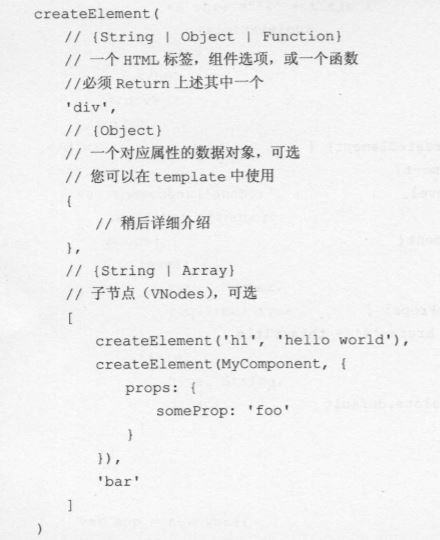 createElement(
// {String | Object | Function}
// 一个 HTML 标签，组件选项，或一个函数
//必须 Return 上述其中一个
'div',
// {Object}
// 一个对应属性的数据对象，可选
// 您可以在 template 中使用
{
// 稍后详细介绍
},
// {String | Array}
// 子节点（VNodes），可选
[
createElement('h1', 'hello world'),
createElement(MyComponent, {
props: {
someProp: 'foo'
}
}),
'bar'
]
)